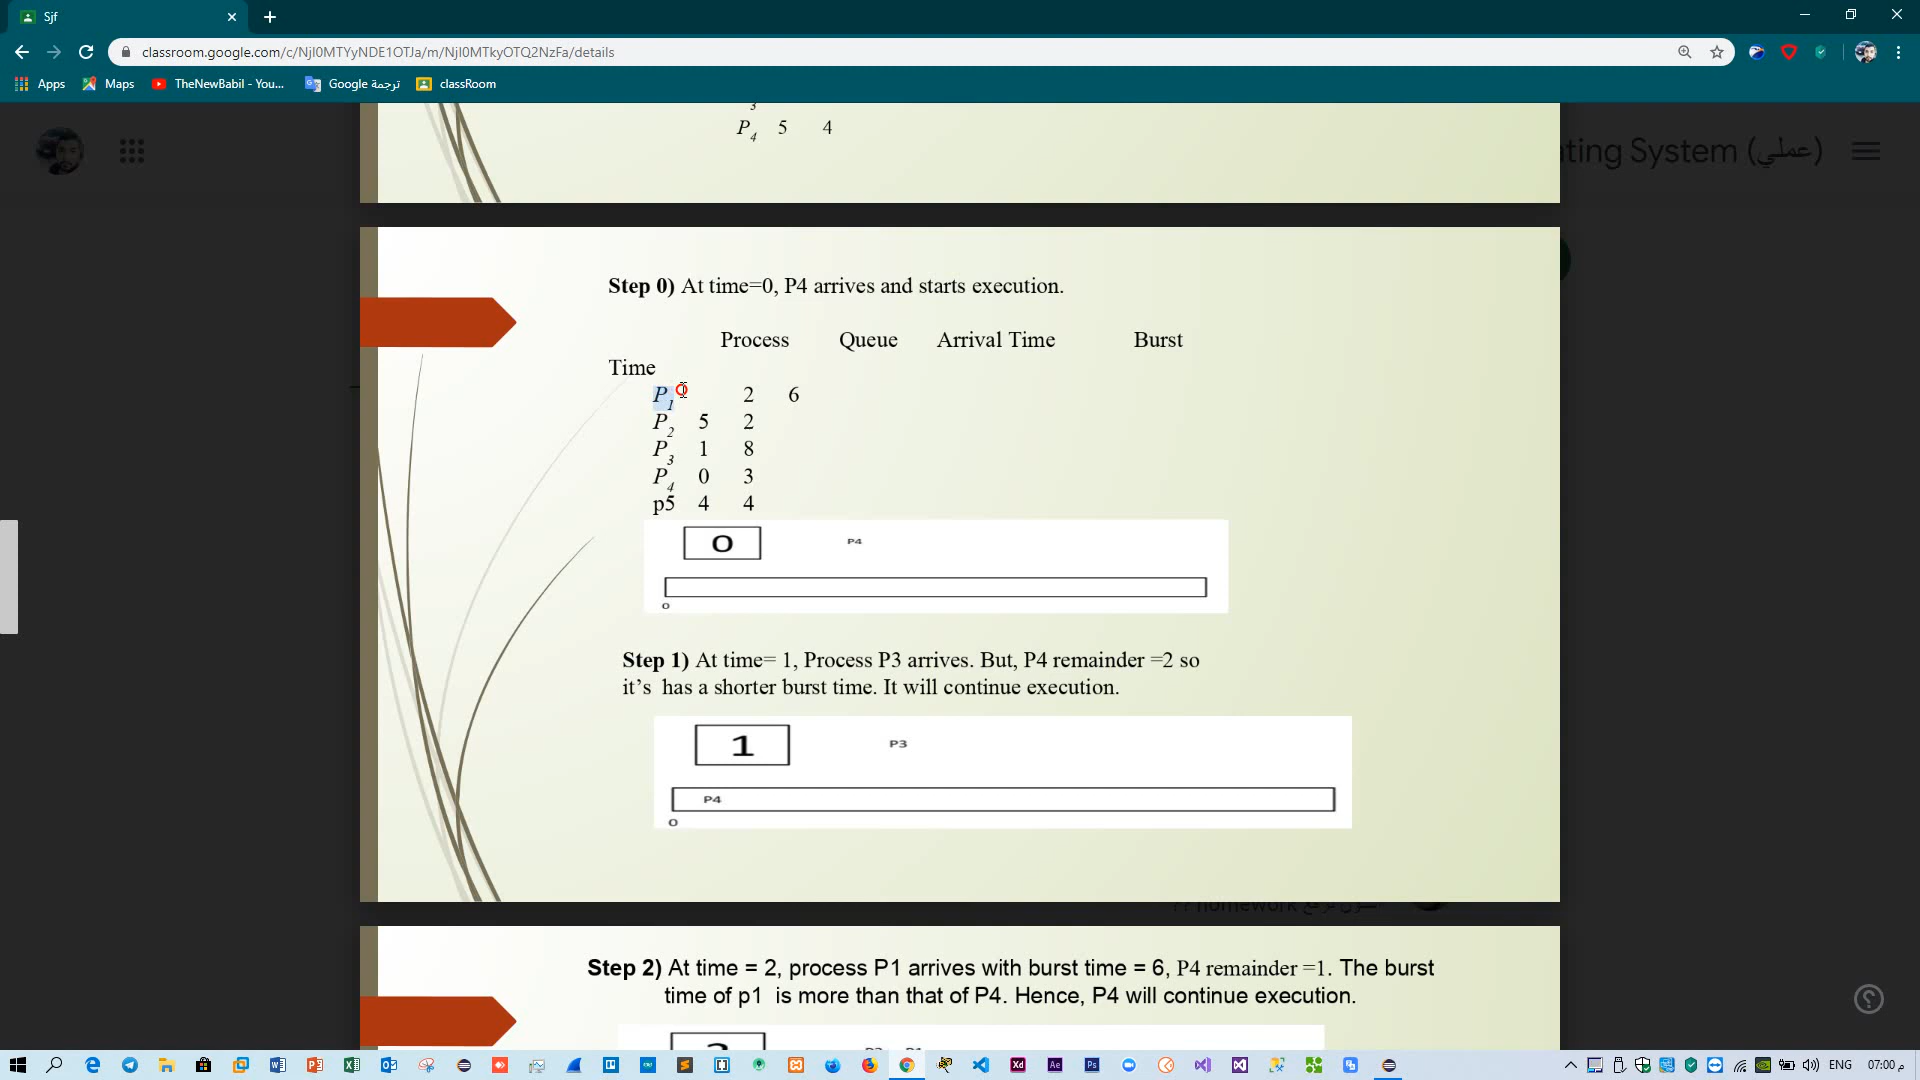 Sjf
classroom.google.com/c/NjI0MTYyNDE1OTJa/m/NjI0MTkyOTQ2NzFa/details
Apps
Maps
TheNewBabil - You...
Google ترجمة
classRoom
ating System (عملي)
3
P4 5 4
Step 0) At time=0, P4 arrives and starts execution.
Process Queue Arrival Time Burst
Time
P1 2 6
P2 5 2
P3 1 8
P4 0 3
p5 4 4
0 P4
0
Step 1) At time= 1, Process P3 arrives. But, P4 remainder =2 so
it’s has a shorter burst time. It will continue execution.
1 P3
P4
0
homework
Step 2) At time = 2, process P1 arrives with burst time = 6, P4 remainder =1. The burst
time of p1 is more than that of P4. Hence, P4 will continue execution.
ENG
07:00 م